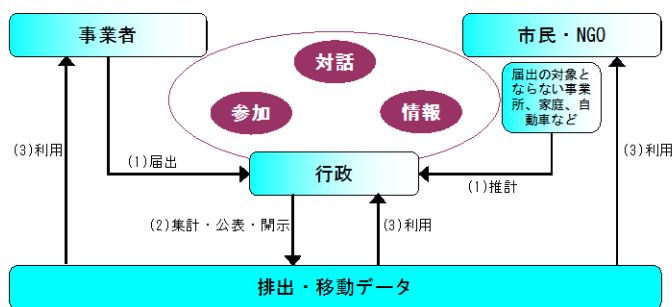 事業者
市民・NGO
対話
参加
情報
届出の対象と
ならない事業
所、家庭、自
動車など
(3)利用
(1)届出
行政
(1)推計
(3)利用
(2)集計・公表・開示
(3)利用
排出・移動データ